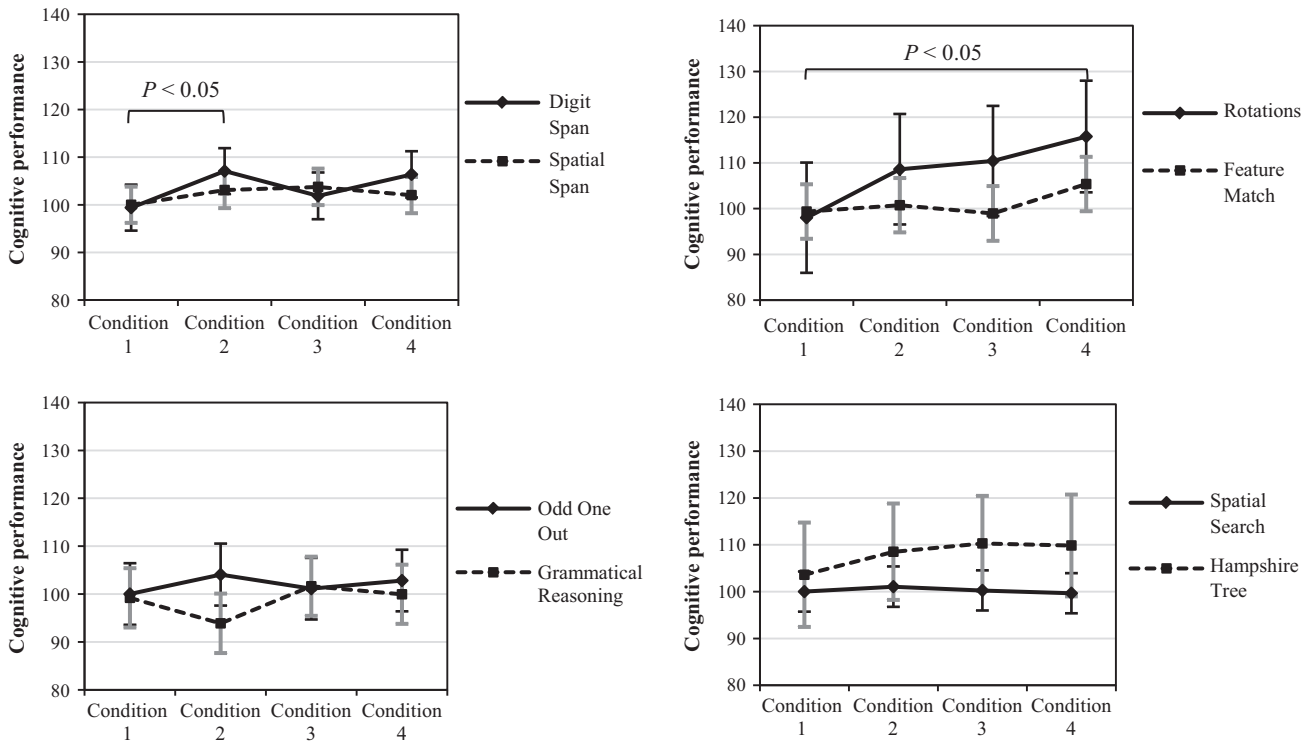 140
130
120
110
100
90
80
Cognitive performance
P < 0.05
Condition
1
Condition
2
Condition
3
Condition
4
Digit
Span
Spatial
Span
140
130
120
110
100
90
80
Cognitive performance
P < 0.05
Condition
1
Condition
2
Condition
3
Condition
4
Rotations
Feature
Match
140
130
120
110
100
90
80
Cognitive performance
Condition
1
Condition
2
Condition
3
Condition
4
Odd One
Out
Grammatical
Reasoning
140
130
120
110
100
90
80
Cognitive performance
Condition
1
Condition
2
Condition
3
Condition
4
Spatial
Search
Hampshire
Tree